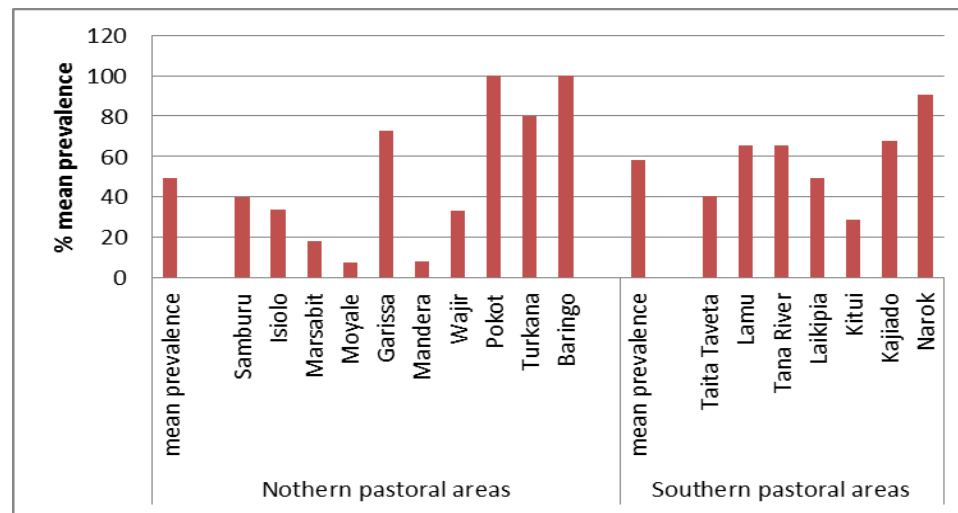 % mean prevalence
120
100
80
60
40
20
0
mean prevalence
Samburu
Isiolo
Marsabit
Moyale
Garissa
Mandera
Wajir
Pokot
Turkana
Baringo
mean prevalence
Taita Taveta
Lamu
Tana River
Laikipia
Kitui
Kajiado
Narok
Nothern pastoral areas
Southern pastoral areas